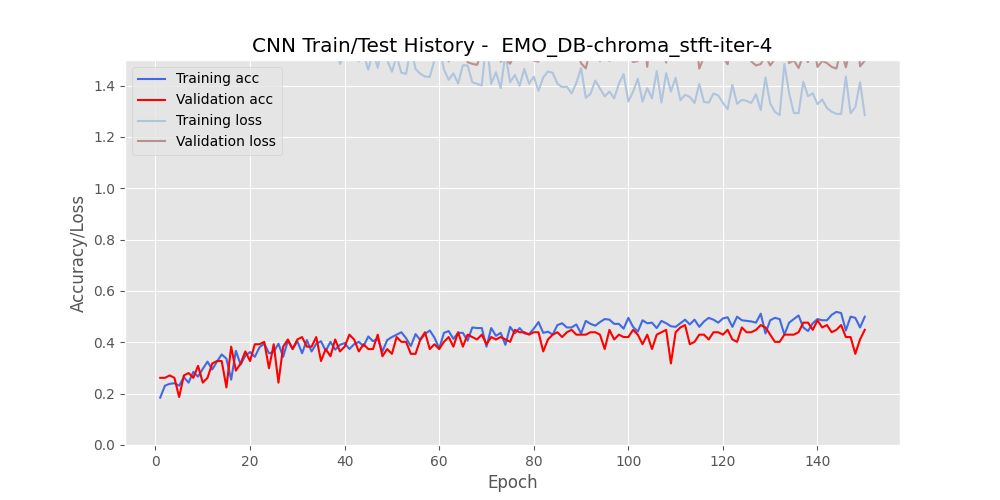 CNN Train/Test History -  EMO_DB-chroma_stft-iter-4
Training acc
Validation acc
Training loss
Validation loss
Accuracy/Loss
1.4
1.2
1.0
0.8
0.6
0.4
0.2
0.0
0 20 40 60 80 100 120 140
Epoch